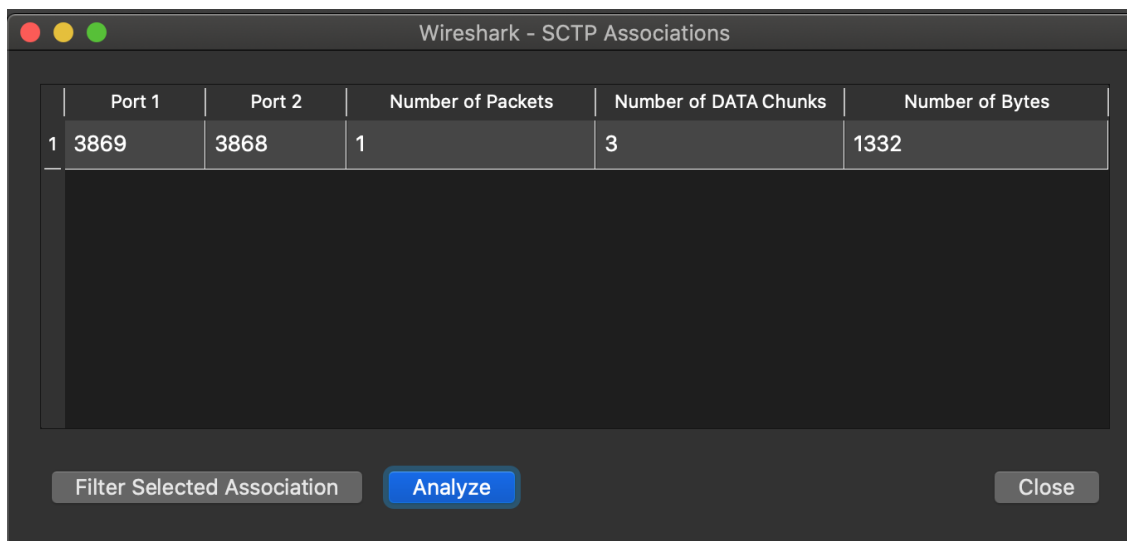 Wireshark - SCTP Associations
Port 1 Port 2 Number of Packets Number of DATA Chunks Number of Bytes
1 3869 3868 1 3 1332
Filter Selected Association Analyze Close